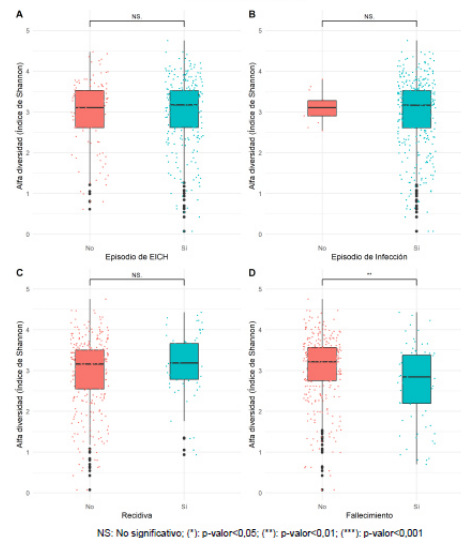 A
NS.
Alfa diversidad (Índice de Shannon)
5
4
3
2
1
0
No
Sí
Episodio de EICH
B
NS.
Alfa diversidad (Índice de Shannon)
5
4
3
2
1
0
No
Sí
Episodio de Infección
C
NS.
Alfa diversidad (Índice de Shannon)
5
4
3
2
1
0
No
Sí
Recidiva
D
**
Alfa diversidad (Índice de Shannon)
5
4
3
2
1
0
No
Sí
Fallecimiento
NS: No significativo; (*): p-valor<0,05; (**): p-valor<0,01; (***): p-valor<0,001